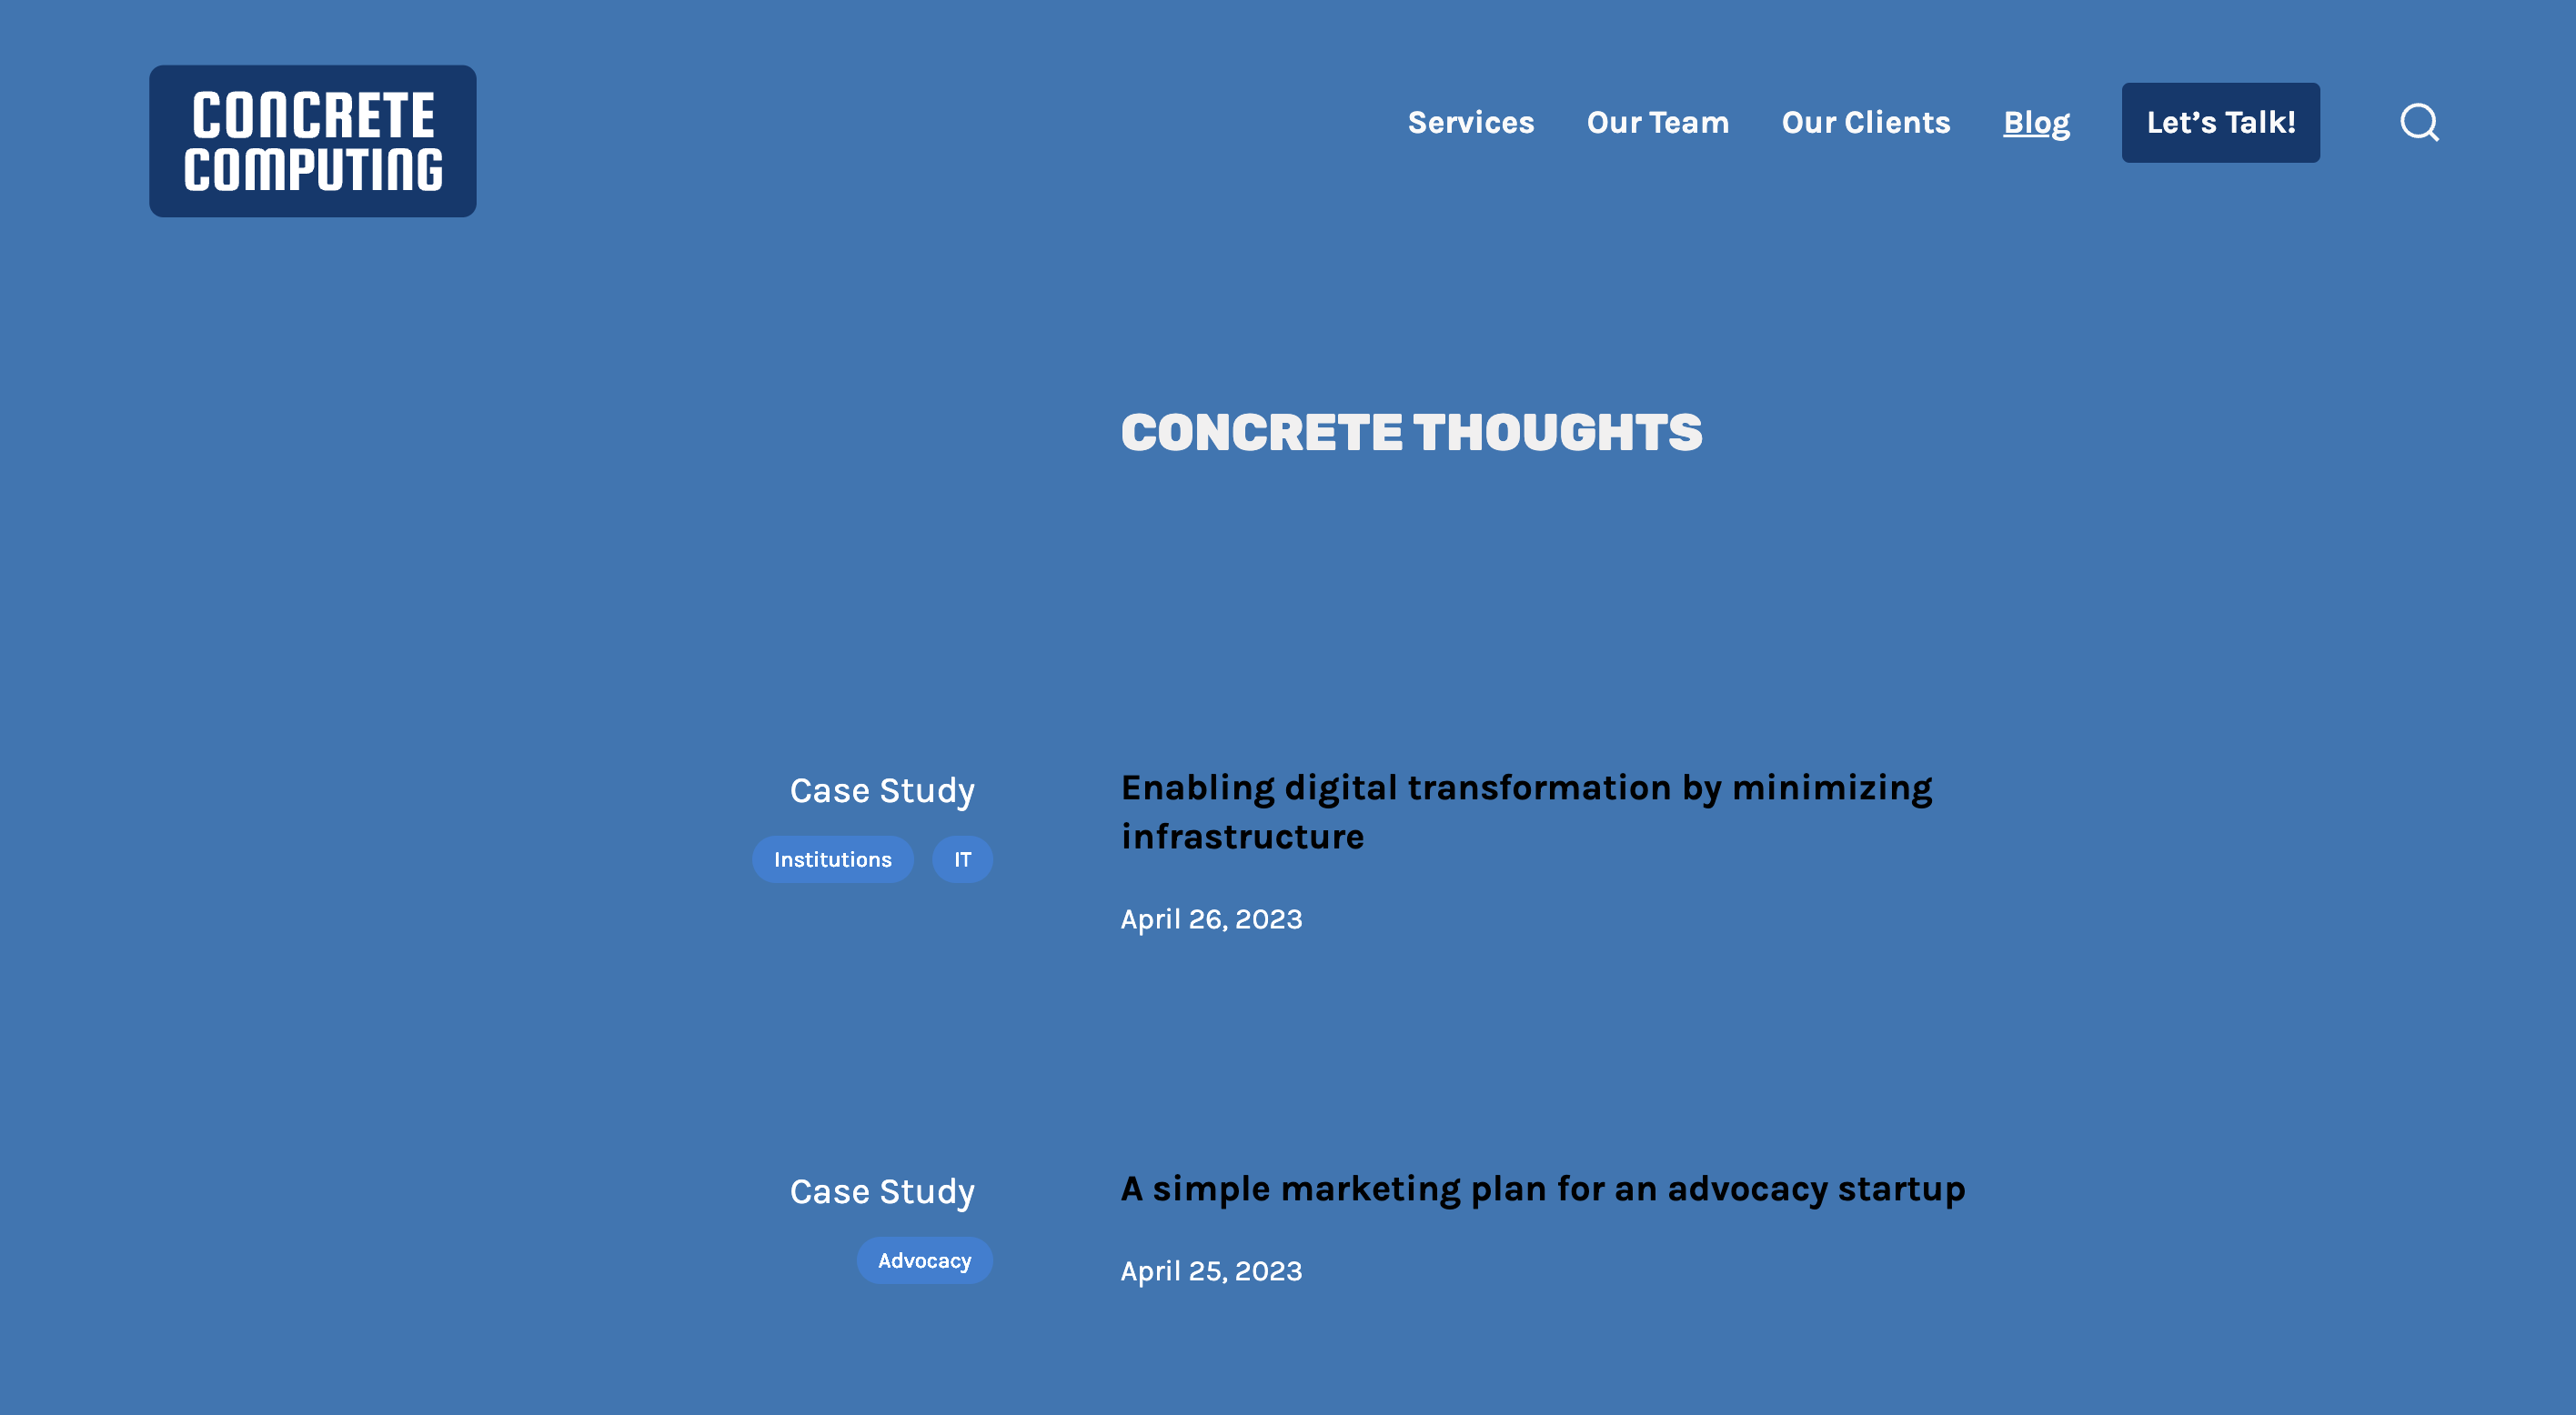 CONCRETE
COMPUTING
Services Our Team Our Clients Blog Let’s Talk!
CONCRETE THOUGHTS
Case Study
Institutions IT
Enabling digital transformation by minimizing
infrastructure
April 26, 2023
Case Study
Advocacy
A simple marketing plan for an advocacy startup
April 25, 2023